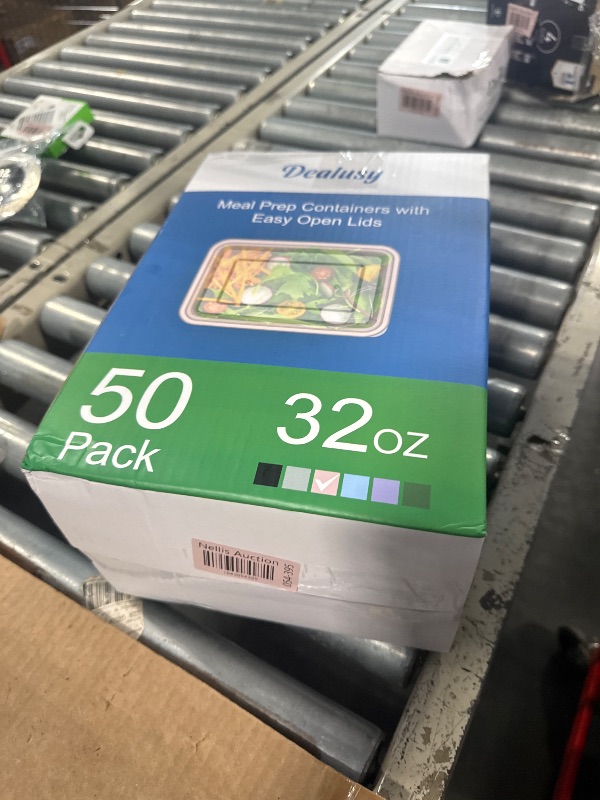 Dealusy
Meal Prep Containers with
Easy Open Lids
50
Pack
32oz
Nellis Auction